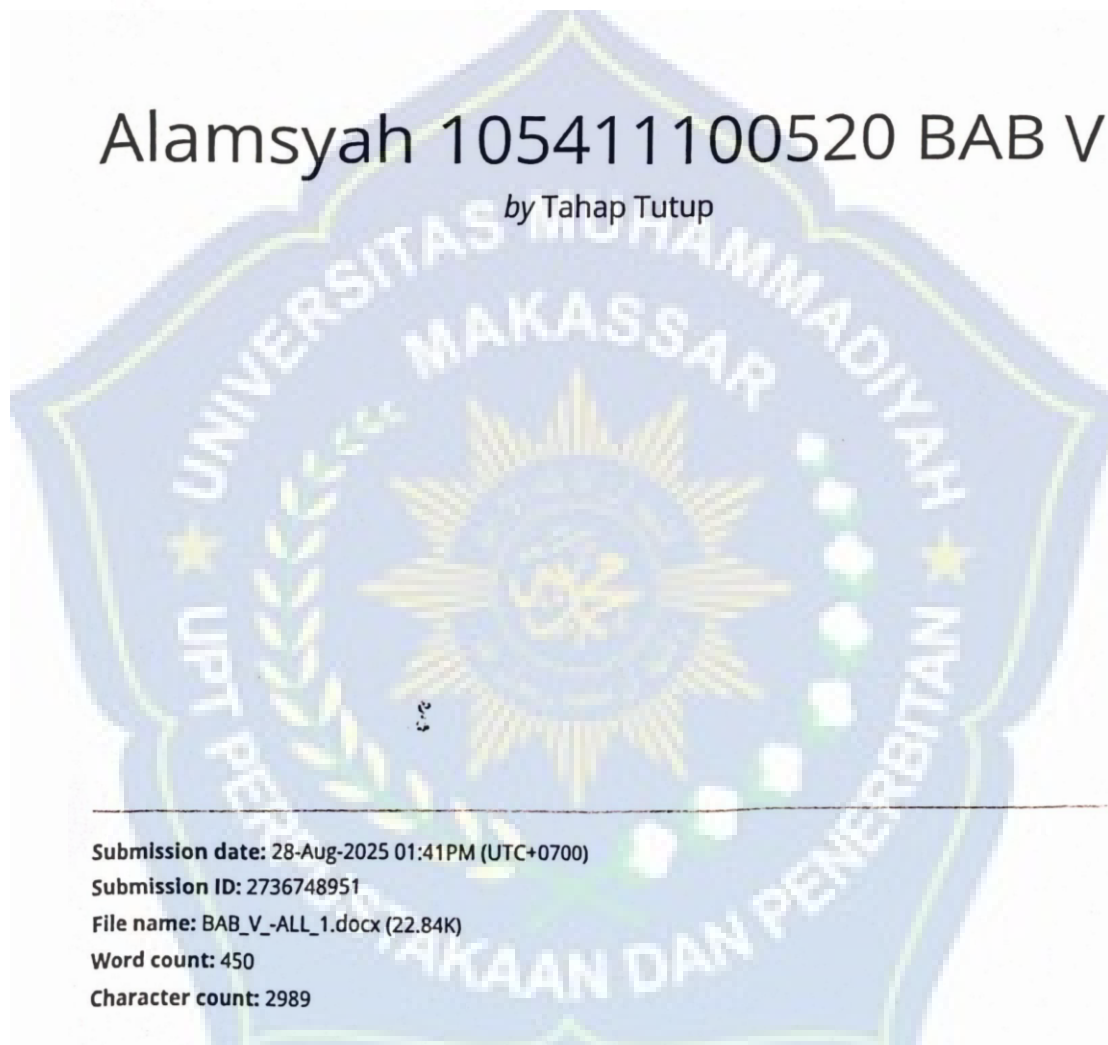 Alamsyah 105411100520 BAB V
by Tahap Tutup
UNIVERSITAS MUHAMMADIYAH
MAKASSAR
UPT PERPUSTAKAAN DAN PENERBITAN
Submission date: 28-Aug-2025 01:41PM (UTC+0700)
Submission ID: 2736748951
File name: BAB_V_-ALL_1.docx (22.84K)
Word count: 450
Character count: 2989